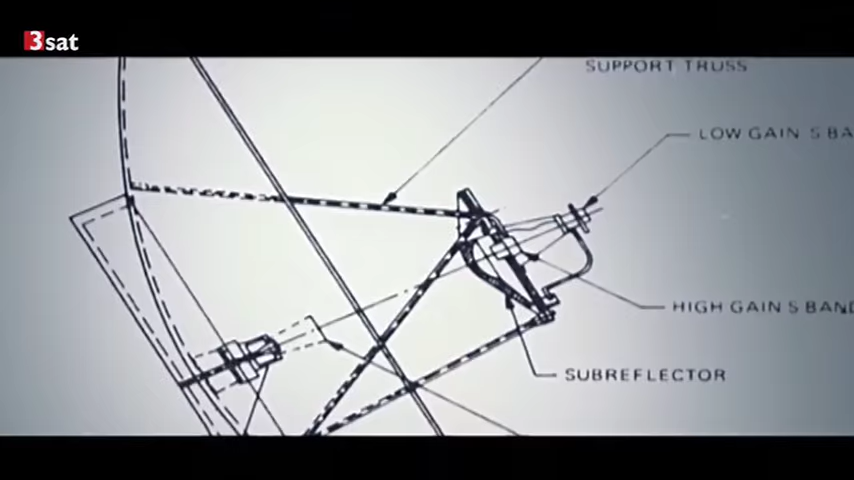 3sat
SUPPORT TRUSS
LOW GAIN S BA
HIGH GAIN S BAND
SUBREFLECTOR